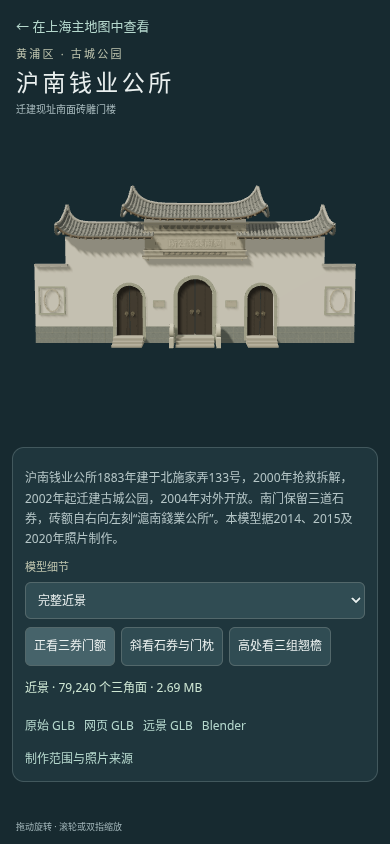 ← 在上海主地图中查看
黄浦区 · 古城公园
沪南钱业公所
迁建现址南面砖雕门楼
沪南钱业公所1883年建于北施家弄133号，2000年抢救拆解，
2002年起迁建古城公园，2004年对外开放。南门保留三道石
券，砖额自右向左刻“滬南錢業公所”。本模型据2014、2015及
2020年照片制作。
模型细节
完整近景
正看三券门额 斜看石券与门枕 高处看三组翘檐
近景 · 79,240 个三角面 · 2.69 MB
原始 GLB 网页 GLB 远景 GLB Blender
制作范围与照片来源
拖动旋转 · 滚轮或双指缩放